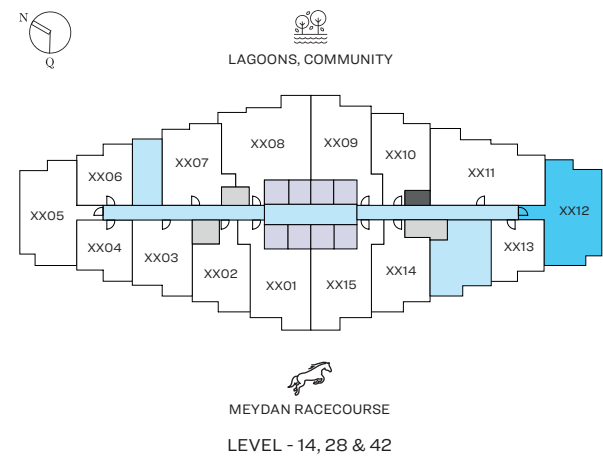 N
Q
LAGOONS, COMMUNITY
XX08
XX09
XX07
XX10
XX06
XX11
XX05
XX12
XX04
XX13
XX03
XX02
XX14
XX01
XX15
MEYDAN RACECOURSE
LEVEL - 14, 28 & 42